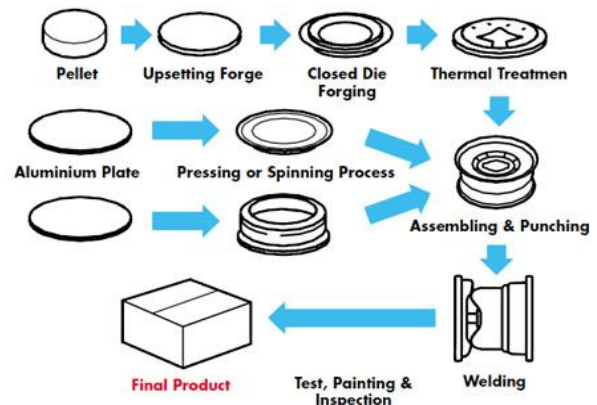 Pellet
Upsetting Forge
Closed Die
Forging
Thermal Treatmen
Aluminium Plate
Pressing or Spinning Process
Assembling & Punching
Final Product
Test, Painting &
Inspection
Welding